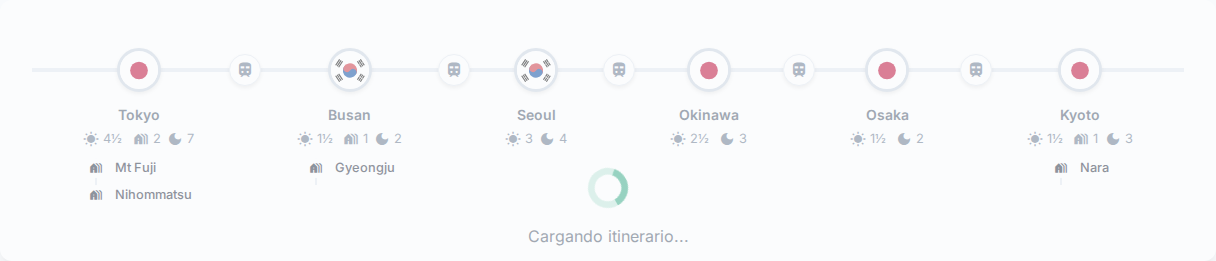 Tokyo
4½ 2 7
Mt Fuji
Nihommatsu
Busan
1½ 1 2
Gyeongju
Seoul
3 4
Okinawa
2½ 3
Osaka
1½ 2
Kyoto
1½ 1 3
Nara
Cargando itinerario...